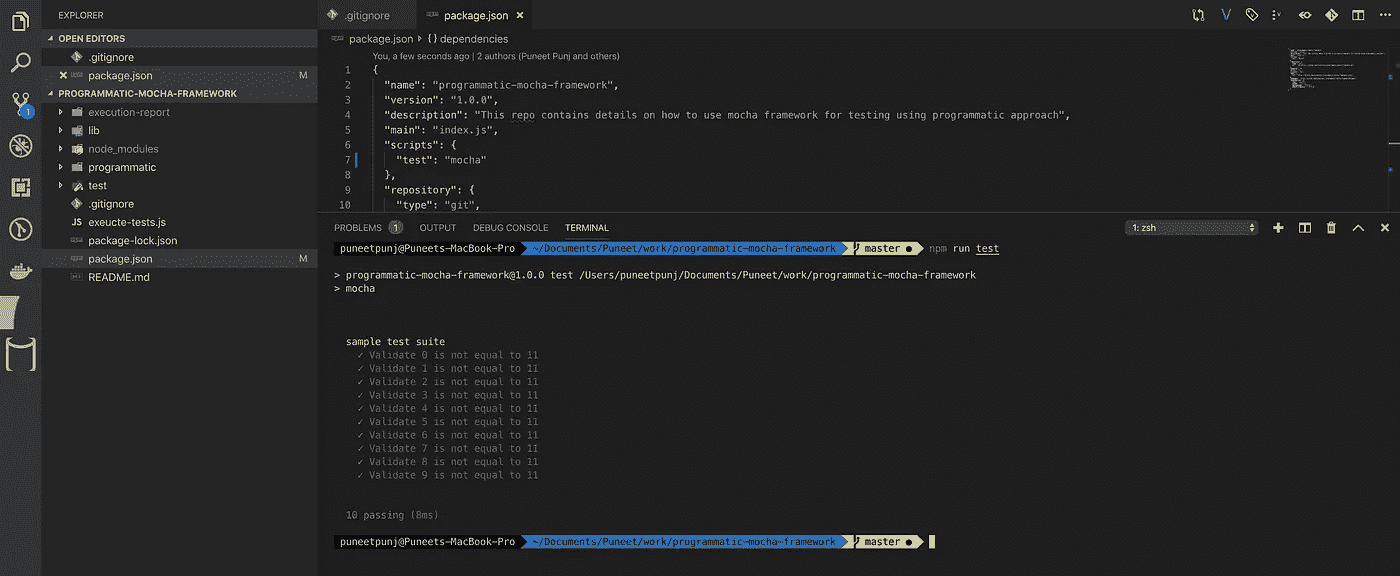 EXPLORER
OPEN EDITORS
.gitignore
package.json M
PROGRAMMATIC-MOCHA-FRAMEWORK
execution-report
lib
node_modules
programmatic
test
.gitignore
JS exeucte-tests.js
package-lock.json
package.json M
README.md
1
.gitignore
package.json
package.json {} dependencies
You, a few seconds ago | 2 authors (Puneet Punj and others)
1 {
2 "name": "programmatic-mocha-framework",
3 "version": "1.0.0",
4 "description": "This repo contains details on how to use mocha framework for testing using programmatic approach",
5 "main": "index.js",
6 "scripts": {
7 "test": "mocha"
8 },
9 "repository": {
10 "type": "git",
PROBLEMS 1 OUTPUT DEBUG CONSOLE TERMINAL 1: zsh
puneetpunj@Puneets-MacBook-Pro ~/Documents/Puneet/work/programmatic-mocha-framework master ● npm run test
> programmatic-mocha-framework@1.0.0 test /Users/puneetpunj/Documents/Puneet/work/programmatic-mocha-framework
> mocha
sample test suite
✓ Validate 0 is not equal to 11
✓ Validate 1 is not equal to 11
✓ Validate 2 is not equal to 11
✓ Validate 3 is not equal to 11
✓ Validate 4 is not equal to 11
✓ Validate 5 is not equal to 11
✓ Validate 6 is not equal to 11
✓ Validate 7 is not equal to 11
✓ Validate 8 is not equal to 11
✓ Validate 9 is not equal to 11
10 passing (8ms)
puneetpunj@Puneets-MacBook-Pro ~/Documents/Puneet/work/programmatic-mocha-framework master ●